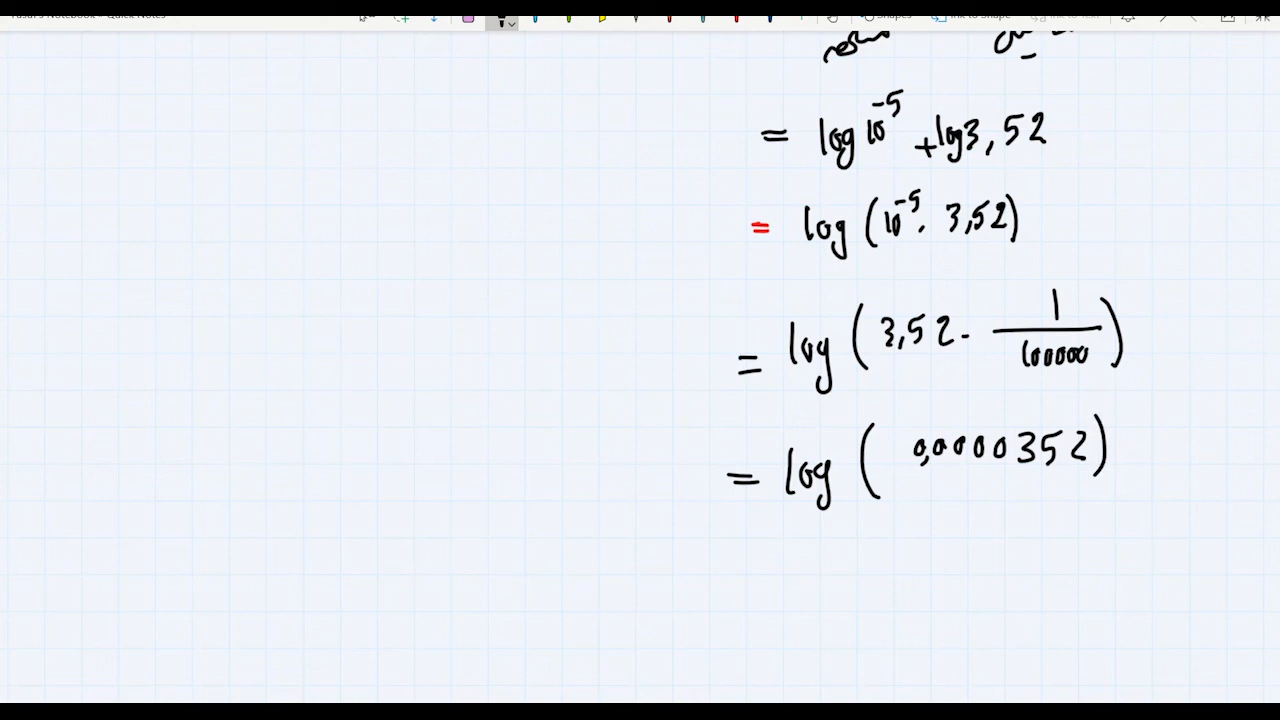 = log 10⁻⁵ + log 3,52
= log (10⁻⁵ . 3,52)
= log ( 3,52 . 1/100000 )
= log ( 0,0000352)